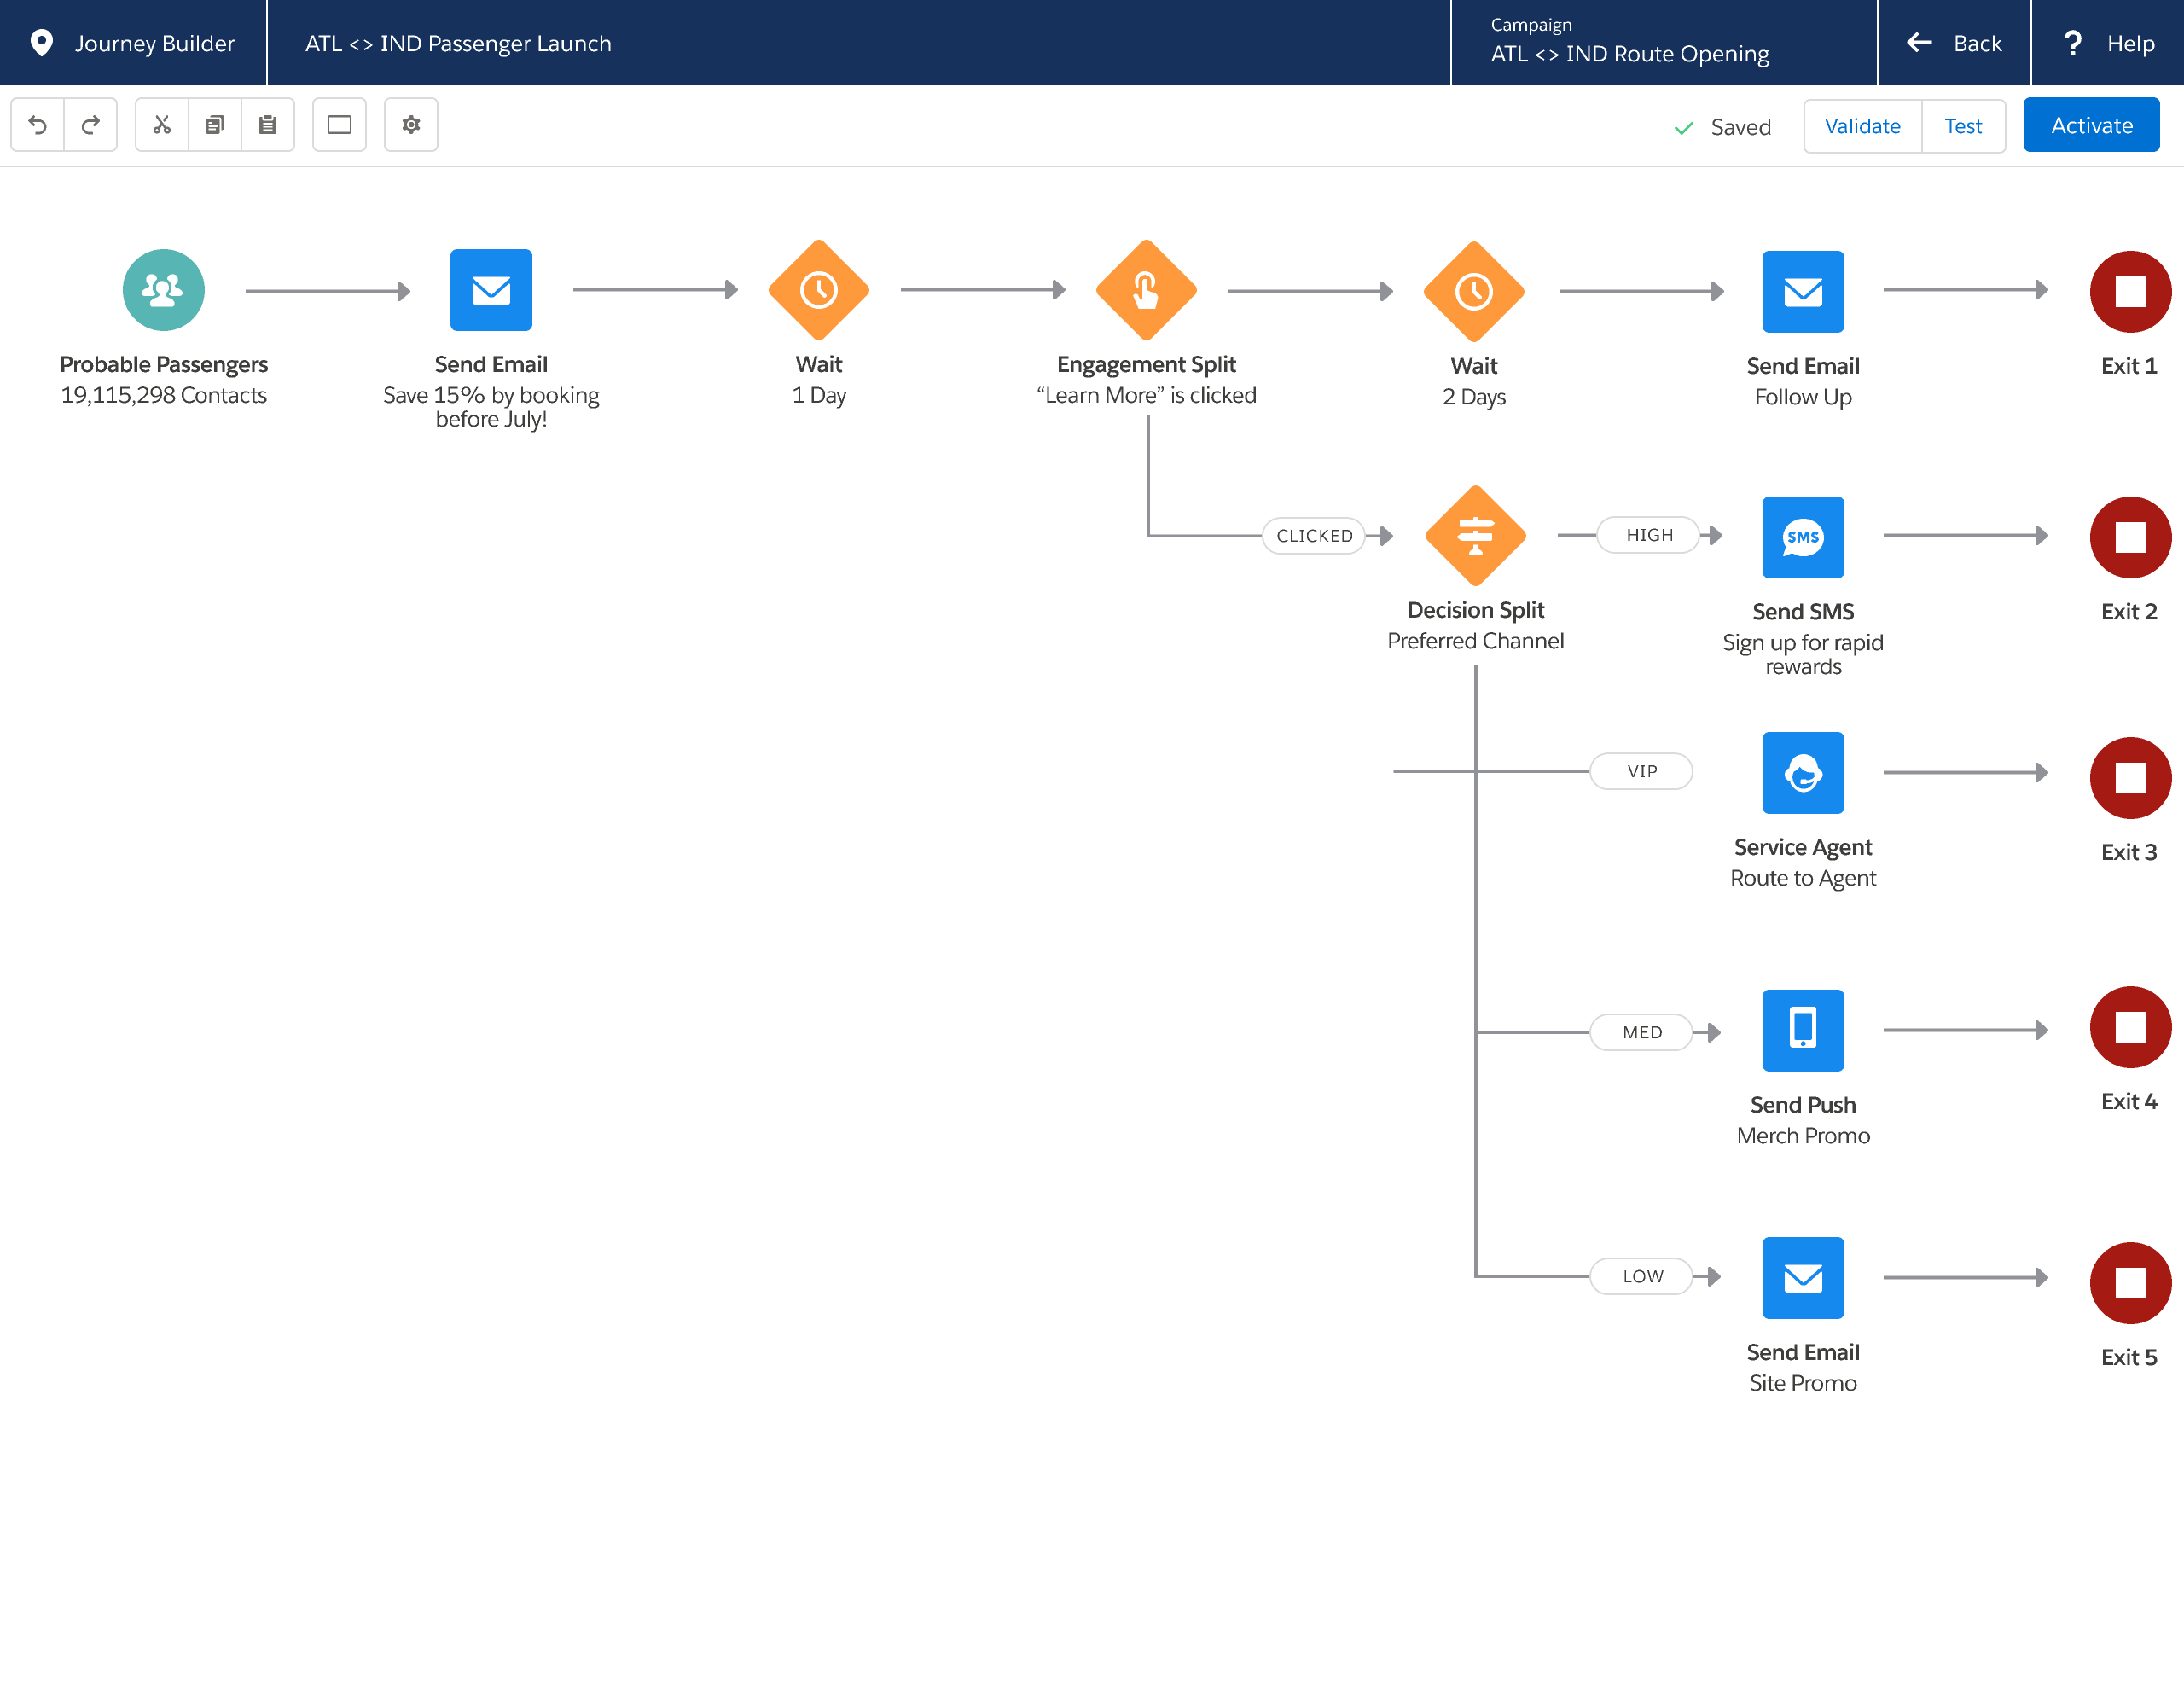 Journey Builder
ATL <> IND Passenger Launch
Campaign
ATL <> IND Route Opening
Back
? Help
Saved
Validate
Test
Activate
Probable Passengers
19,115,298 Contacts
Send Email
Save 15% by booking
before July!
Wait
1 Day
Engagement Split
“Learn More” is clicked
Wait
2 Days
Send Email
Follow Up
Exit 1
CLICKED
Decision Split
Preferred Channel
HIGH
SMS
Send SMS
Sign up for rapid
rewards
Exit 2
VIP
Service Agent
Route to Agent
Exit 3
MED
Send Push
Merch Promo
Exit 4
LOW
Send Email
Site Promo
Exit 5